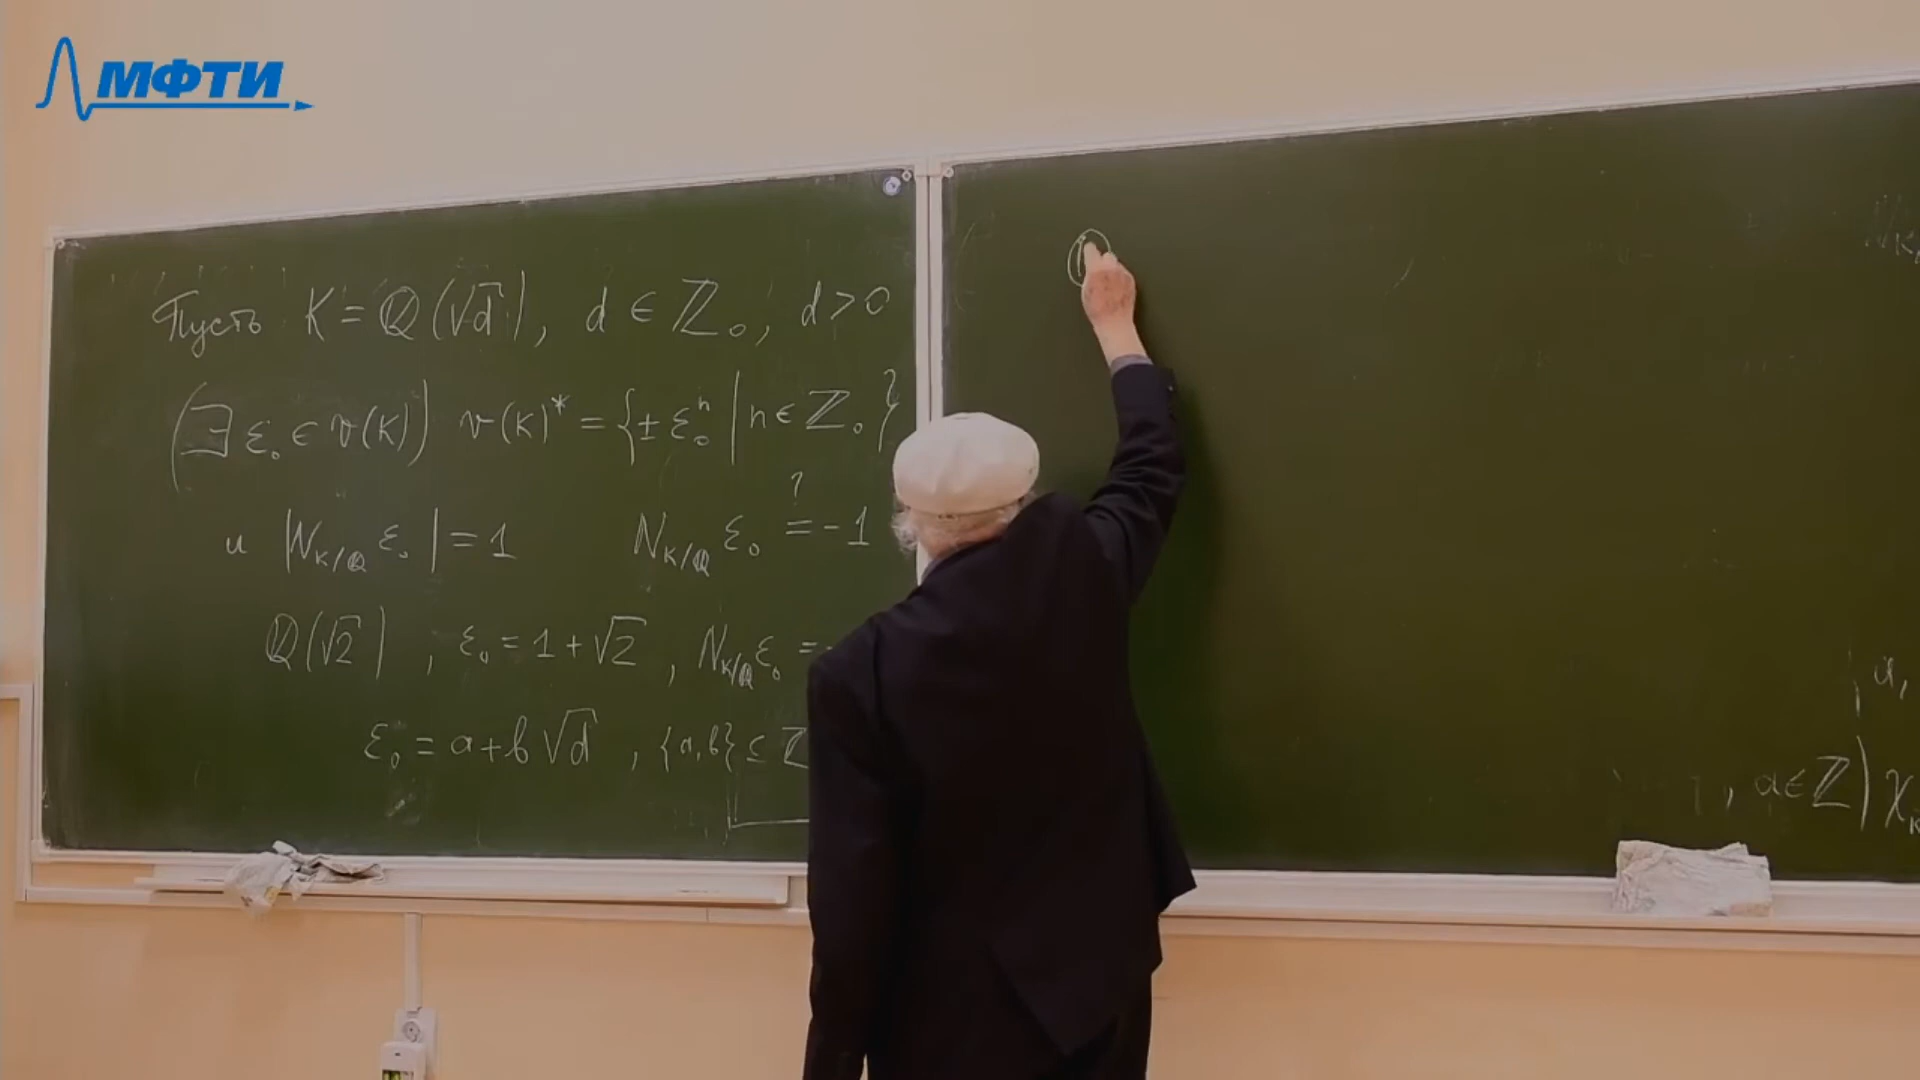 МФТИ
Пусть K = ℚ(√d), d ∈ ℤ₀, d > 0
(∃ ε₀ ∈ v(K)) v(K)* = {± ε₀ⁿ | n ∈ ℤ₀}
и |N_{K/ℚ} ε₀| = 1 N_{K/ℚ} ε₀ =^{?} -1
ℚ(√2), ε₀ = 1 + √2, N_{K/ℚ} ε₀ = -
ε₀ = a + b√d, {a, b} ⊆ ℤ
, a ∈ ℤ) χ